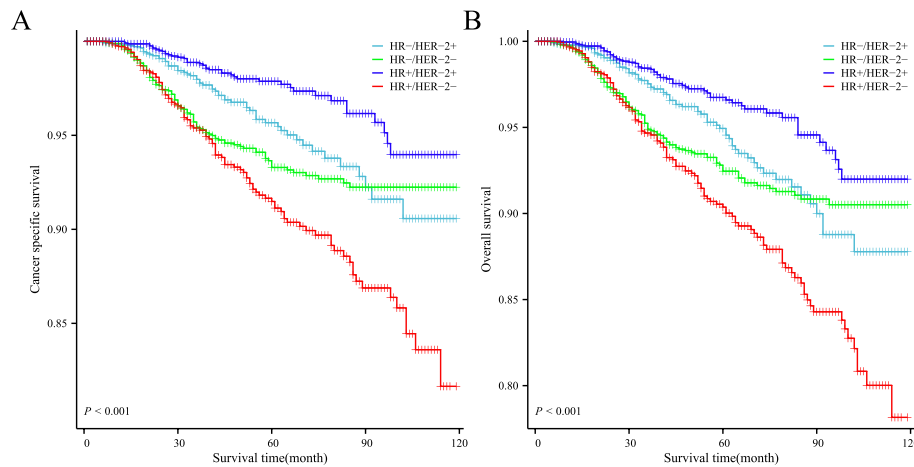 A
HR−/HER−2+
HR−/HER−2−
HR+/HER−2+
HR+/HER−2−
0.95
0.90
0.85
Cancer specific survival
P < 0.001
0 30 60 90 120
Survival time(month)
B
HR−/HER−2+
HR−/HER−2−
HR+/HER−2+
HR+/HER−2−
1.00
0.95
0.90
0.85
0.80
Overall survival
P < 0.001
0 30 60 90 120
Survival time(month)